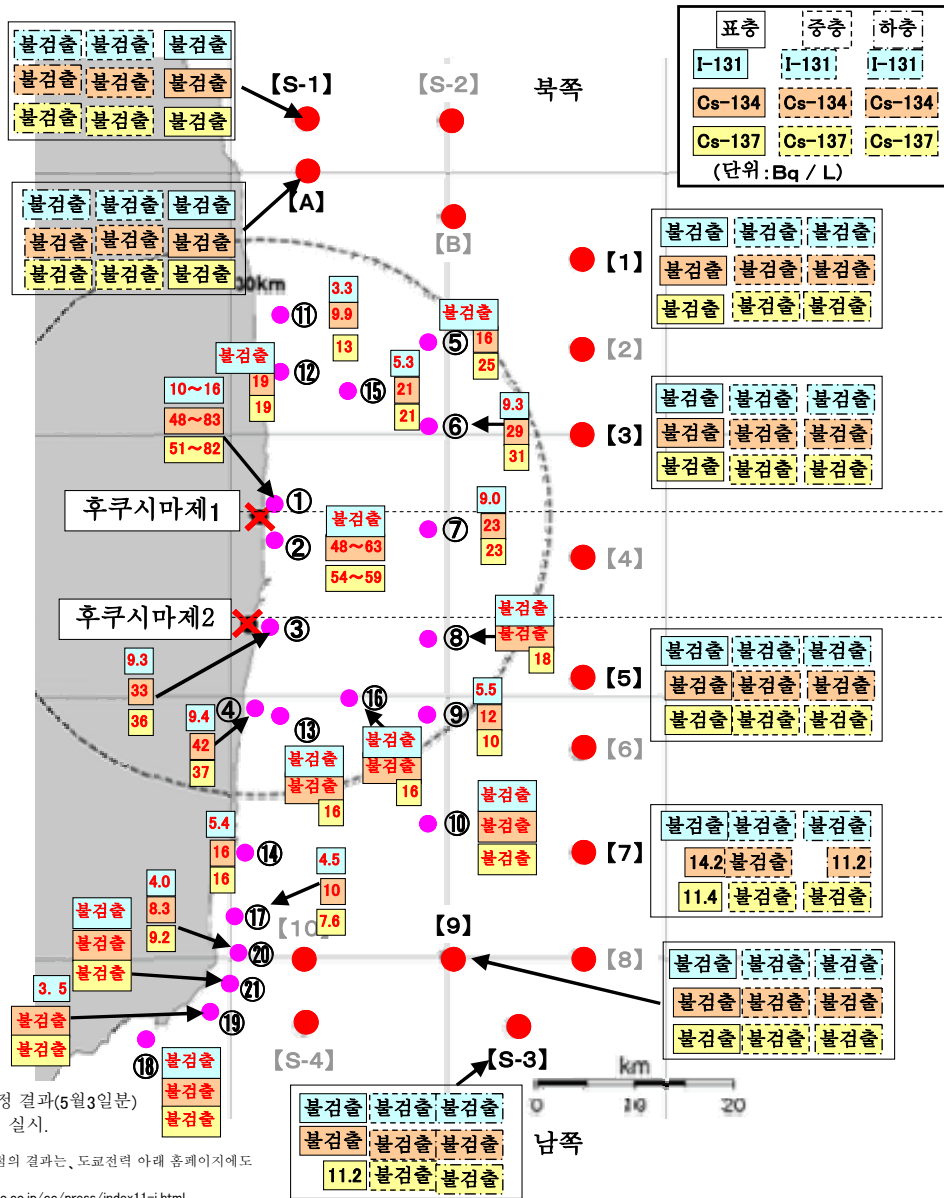 불검출 불검출 불검출
불검출 불검출 불검출
불검출 불검출 불검출
【S-1】
【S-2】
북쪽
표층 중층 하층
I-131 I-131 I-131
Cs-134 Cs-134 Cs-134
Cs-137 Cs-137 Cs-137
(단위:Bq / L)
불검출 불검출 불검출
불검출 불검출 불검출
불검출 불검출 불검출
【A】
【B】
【1】
불검출 불검출 불검출
불검출 불검출 불검출
불검출 불검출 불검출
⑪
3.3
9.9
13
⑤
불검출
16
25
【2】
⑫
불검출
19
19
⑮
5.3
21
21
⑥
9.3
29
31
【3】
불검출 불검출 불검출
불검출 불검출 불검출
불검출 불검출 불검출
10~16
48~83
51~82
①
후쿠시마제1
②
불검출
48~63
54~59
⑦
9.0
23
23
【4】
후쿠시마제2
③
9.3
33
36
⑧
불검출
불검출
18
【5】
불검출 불검출 불검출
불검출 불검출 불검출
불검출 불검출 불검출
④
9.4
42
37
⑬
불검출
불검출
16
⑯
불검출
불검출
16
⑨
5.5
12
10
【6】
⑩
불검출
불검출
불검출
【7】
불검출 불검출 불검출
14.2 불검출 11.2
11.4 불검출 불검출
⑭
5.4
16
16
⑰
4.5
10
7.6
【10】
【9】
【8】
불검출 불검출 불검출
불검출 불검출 불검출
불검출 불검출 불검출
⑳
4.0
8.3
9.2
㉑
불검출
불검출
불검출
⑲
3. 5
불검출
불검출
⑱
불검출
불검출
불검출
【S-4】
【S-3】
불검출 불검출 불검출
불검출 불검출 불검출
11.2 불검출 불검출
km
0 10 20
남쪽
정 결과(5월3일분)
실시.
의 결과는, 도쿄전력 아래 홈페이지에도
co.jp/cc/press/index11-j.html